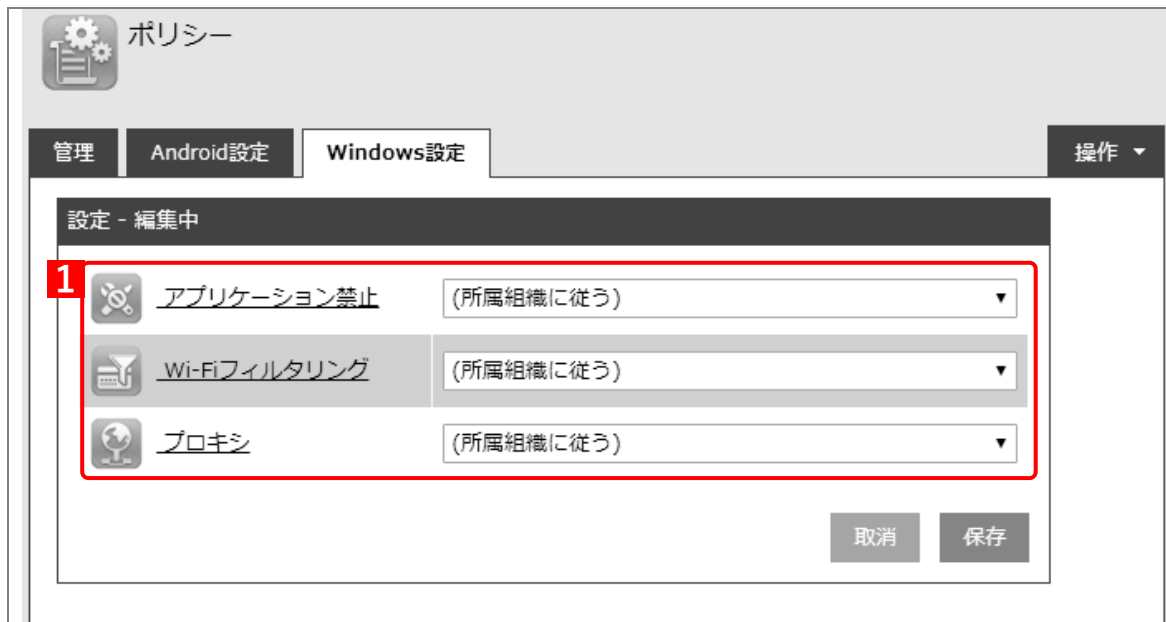 ポリシー
管理 Android設定 Windows設定 操作 ▼
設定 - 編集中
1
アプリケーション禁止 (所属組織に従う) ▼
Wi-Fiフィルタリング (所属組織に従う) ▼
プロキシ (所属組織に従う) ▼
取消 保存